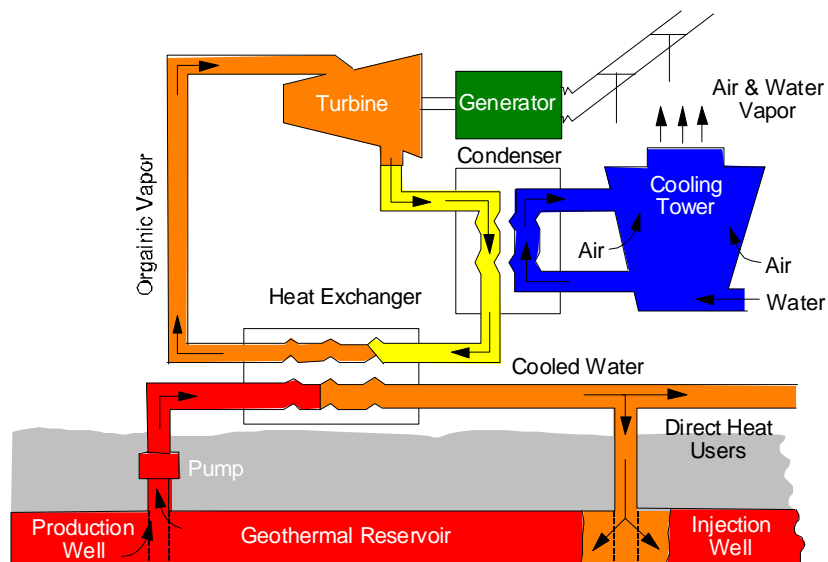 Air & Water
Vapor
Turbine
Generator
Condenser
Cooling
Tower
Orgainic Vapor
Air
Air
Heat Exchanger
Water
Cooled Water
Direct Heat
Users
Pump
Production
Well
Geothermal Reservoir
Injection
Well